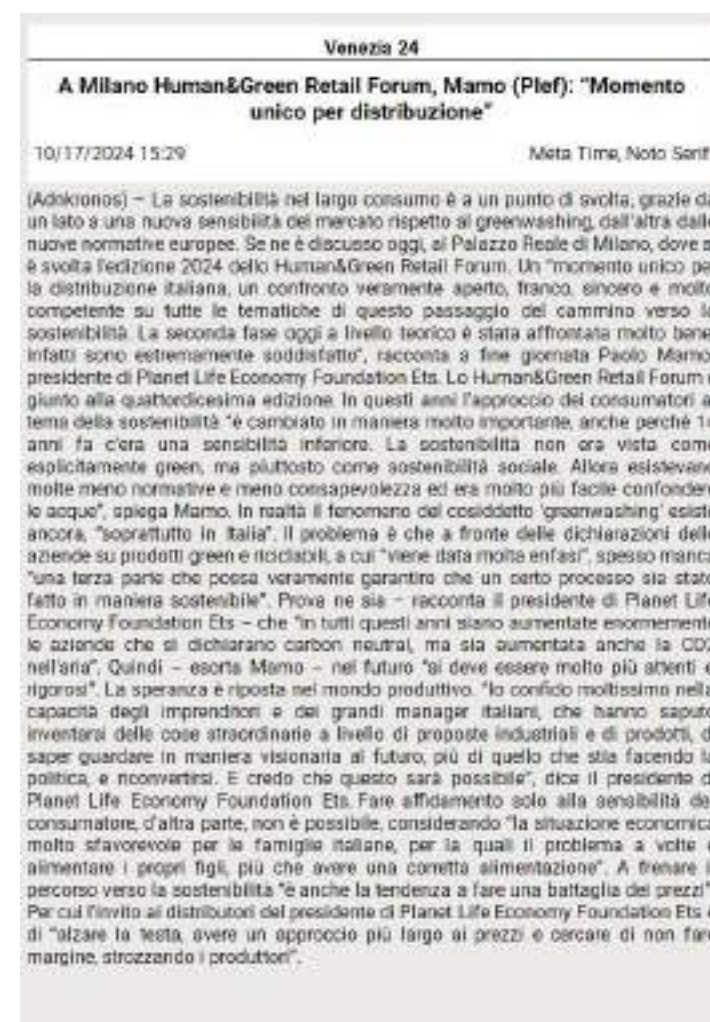 Venezia 24
A Milano Human&Green Retail Forum, Mamo (Plef): "Momento
unico per distribuzione"
10/17/2024 15:29 Meta Time, Noto Serif
(Adnkronos) – La sostenibilità nel largo consumo è a un punto di svolta, grazie da
un lato a una nuova sensibilità del mercato rispetto al greenwashing, dall'altra dalle
nuove normative europee. Se ne è discusso oggi, al Palazzo Reale di Milano, dove s
è svolta l'edizione 2024 dello Human&Green Retail Forum. Un "momento unico per
la distribuzione italiana, un confronto veramente aperto, franco, sincero e molto
competente su tutte le tematiche di questo passaggio del cammino verso la
sostenibilità. La seconda fase oggi a livello teorico è stata affrontata molto bene,
infatti sono estremamente soddisfatto", racconta a fine giornata Paolo Mamo,
presidente di Planet Life Economy Foundation Ets. Lo Human&Green Retail Forum è
giunto alla quattordicesima edizione. In questi anni l'approccio dei consumatori al
tema della sostenibilità "è cambiato in maniera molto importante, anche perché 14
anni fa c'era una sensibilità inferiore. La sostenibilità non era vista come
esplicitamente green, ma piuttosto come sostenibilità sociale. Allora esistevano
molte meno normative e meno consapevolezza ed era molto più facile confondere
le acque", spiega Mamo. In realtà il fenomeno del cosiddetto 'greenwashing' esiste
ancora, "soprattutto in Italia". Il problema è che a fronte delle dichiarazioni delle
aziende su prodotti green e riciclabili, a cui "viene data molta enfasi", spesso manca
"una terza parte che possa veramente garantire che un certo processo sia stato
fatto in maniera sostenibile". Prova ne sia – racconta il presidente di Planet Life
Economy Foundation Ets – che "in tutti questi anni siano aumentate enormemente
le aziende che si dichiarano carbon neutral, ma sia aumentata anche la CO2
nell'aria". Quindi – esorta Mamo – nel futuro "si deve essere molto più attenti e
rigorosi". La speranza è riposta nel mondo produttivo. "Io confido moltissimo nella
capacità degli imprenditori e dei grandi manager italiani, che hanno saputo
inventarsi delle cose straordinarie a livello di proposte industriali e di prodotti, di
saper guardare in maniera visionaria al futuro, più di quello che stia facendo la
politica, e riconvertirsi. E credo che questo sarà possibile", dice il presidente di
Planet Life Economy Foundation Ets. Fare affidamento solo alla sensibilità del
consumatore, d'altra parte, non è possibile, considerando "la situazione economica
molto sfavorevole per le famiglie italiane, per la quali il problema a volte è
alimentare i propri figli, più che avere una corretta alimentazione". A frenare il
percorso verso la sostenibilità "è anche la tendenza a fare una battaglia dei prezzi".
Per cui l'invito ai distributori del presidente di Planet Life Economy Foundation Ets è
di "alzare la testa, avere un approccio più largo ai prezzi e cercare di non fare
margine, strozzando i produttori".